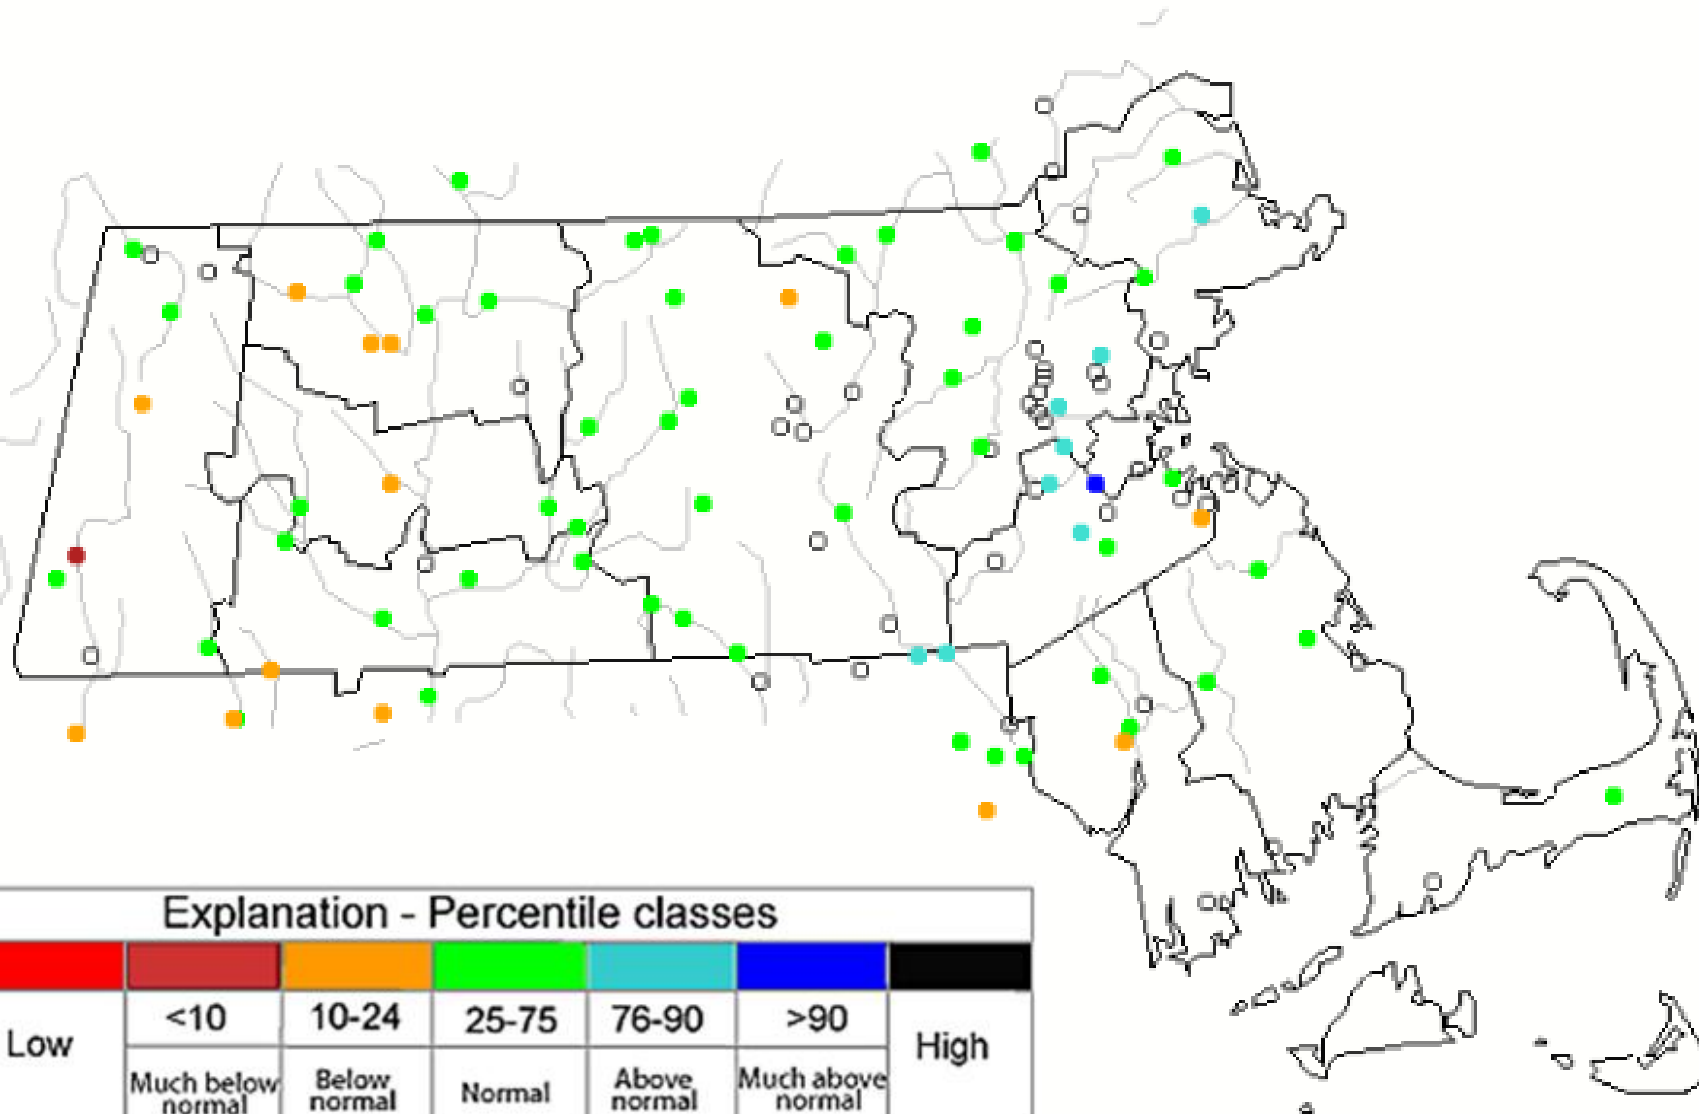 Explanation - Percentile classes
<10 10-24 25-75 76-90 >90
Low High
Much below normal Below normal Normal Above normal Much above normal